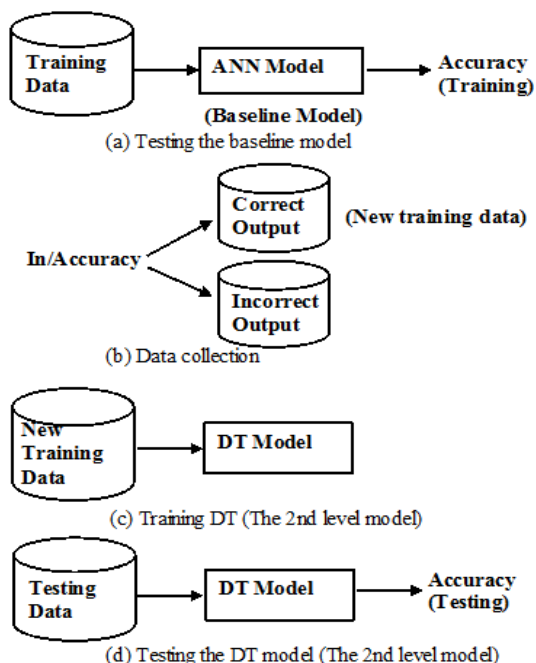 Training
Data
ANN Model
Accuracy
(Training)
(Baseline Model)
(a) Testing the baseline model
Correct
Output
(New training data)
In/Accuracy
Incorrect
Output
(b) Data collection
New
Training
Data
DT Model
(c) Training DT (The 2nd level model)
Testing
Data
DT Model
Accuracy
(Testing)
(d) Testing the DT model (The 2nd level model)